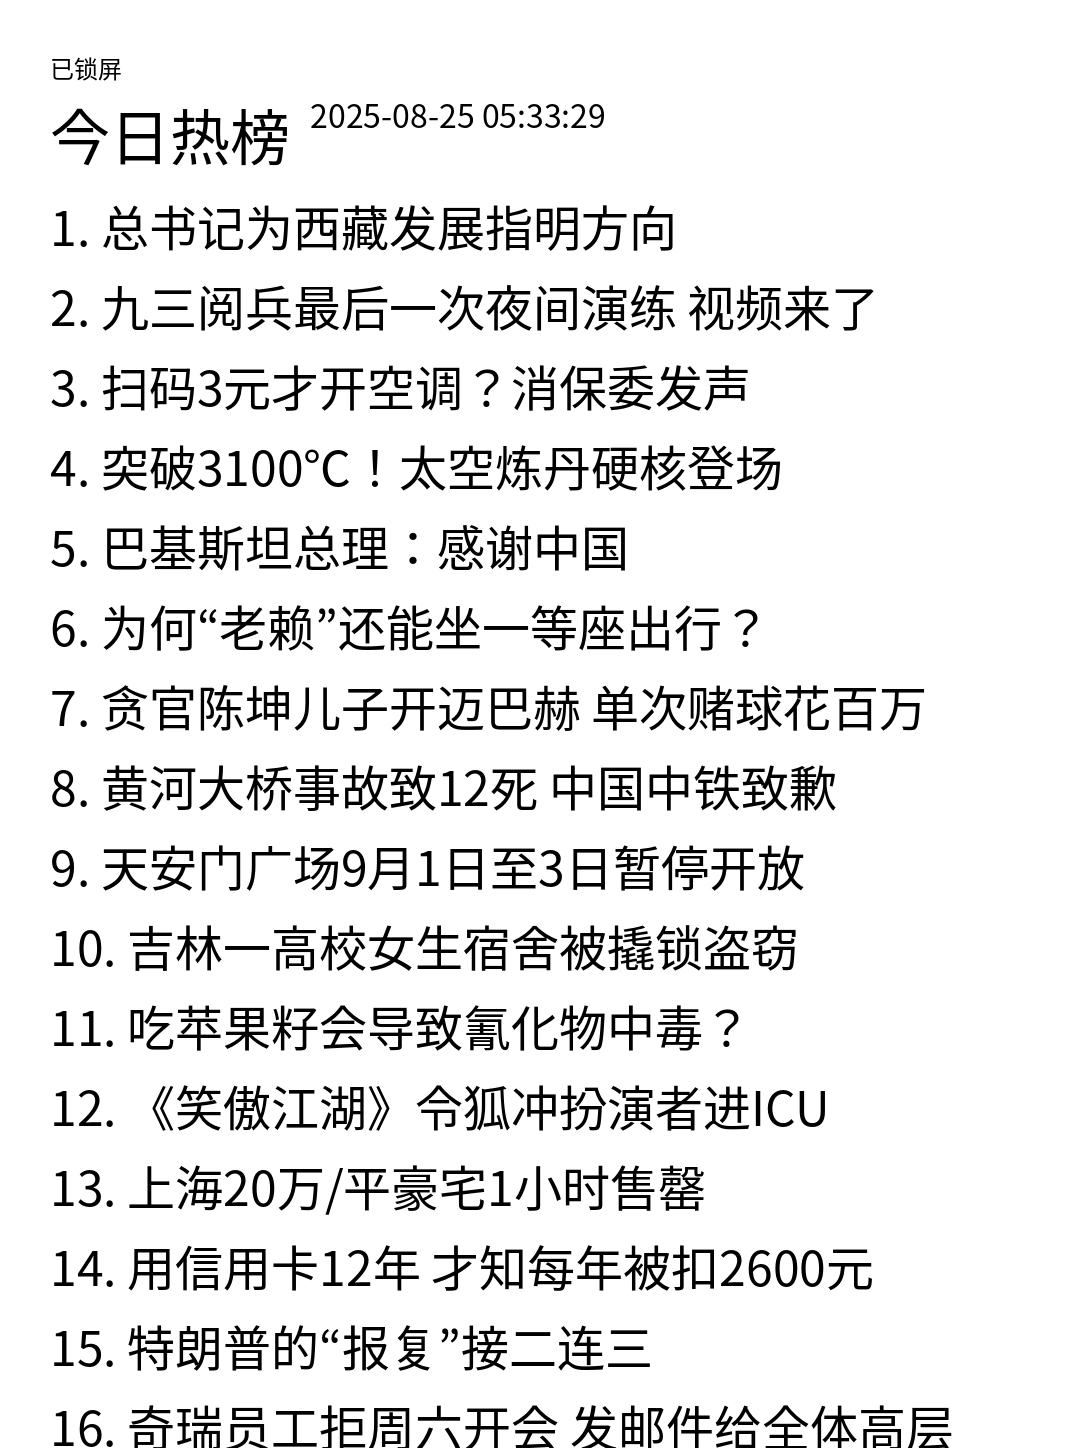 已锁屏
今日热榜 2025-08-25 05:33:29
1. 总书记为西藏发展指明方向
2. 九三阅兵最后一次夜间演练 视频来了
3. 扫码3元才开空调？消保委发声
4. 突破3100℃！太空炼丹硬核登场
5. 巴基斯坦总理：感谢中国
6. 为何“老赖”还能坐一等座出行？
7. 贪官陈坤儿子开迈巴赫 单次赌球花百万
8. 黄河大桥事故致12死 中国中铁致歉
9. 天安门广场9月1日至3日暂停开放
10. 吉林一高校女生宿舍被撬锁盗窃
11. 吃苹果籽会导致氰化物中毒？
12. 《笑傲江湖》令狐冲扮演者进ICU
13. 上海20万/平豪宅1小时售罄
14. 用信用卡12年 才知每年被扣2600元
15. 特朗普的“报复”接二连三
16. 奇瑞员工拒周六开会 发邮件给全体高层